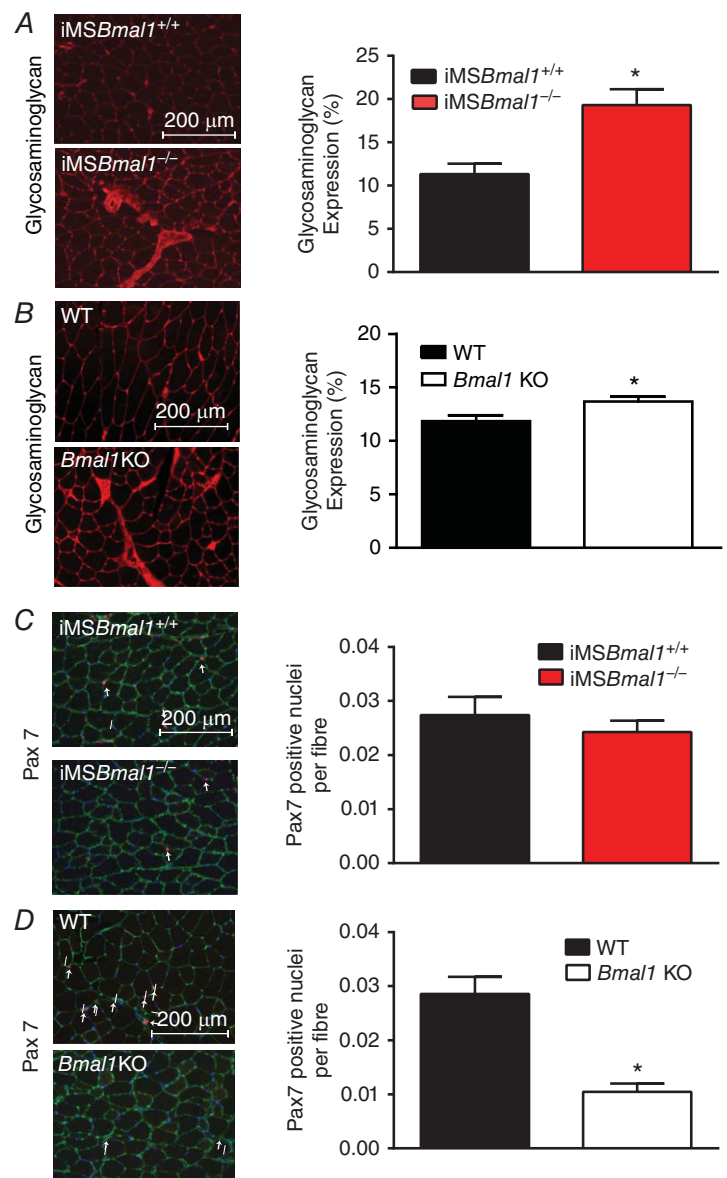 A
Glycosaminoglycan
iMSBmal1+/+
200 μm
iMSBmal1–/–
Glycosaminoglycan
Expression (%)
25
20
15
10
5
0
iMSBmal1+/+
iMSBmal1–/–
*
B
Glycosaminoglycan
WT
200 μm
Bmal1KO
Glycosaminoglycan
Expression (%)
20
15
10
5
0
WT
Bmal1 KO
*
C
Pax 7
iMSBmal1+/+
200 μm
iMSBmal1–/–
Pax7 positive nuclei
per fibre
0.04
0.03
0.02
0.01
0.00
iMSBmal1+/+
iMSBmal1–/–
D
Pax 7
WT
200 μm
Bmal1KO
Pax7 positive nuclei
per fibre
0.04
0.03
0.02
0.01
0.00
WT
Bmal1 KO
*